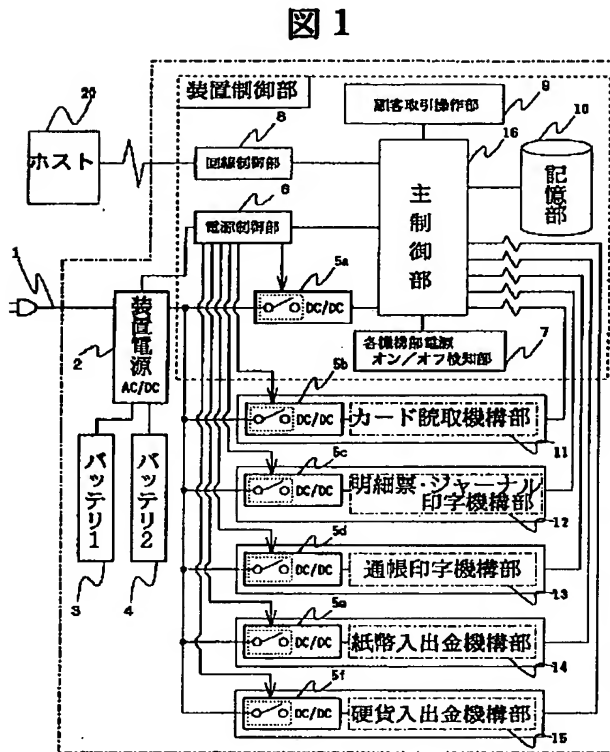 図1
装置制御部
顧客取引操作部
9
20
ホスト
8
回線制御部
16
主制御部
10
記憶部
6
電源制御部
1
5a
DC/DC
装置電源
AC/DC
2
各機構部電源
オン/オフ検知部
7
バッテリ1
3
バッテリ2
4
5b
DC/DC
カード読取機構部
11
5c
DC/DC
明細票・ジャーナル
印字機構部
12
5d
DC/DC
通帳印字機構部
13
5e
DC/DC
紙幣入出金機構部
14
5f
DC/DC
硬貨入出金機構部
15